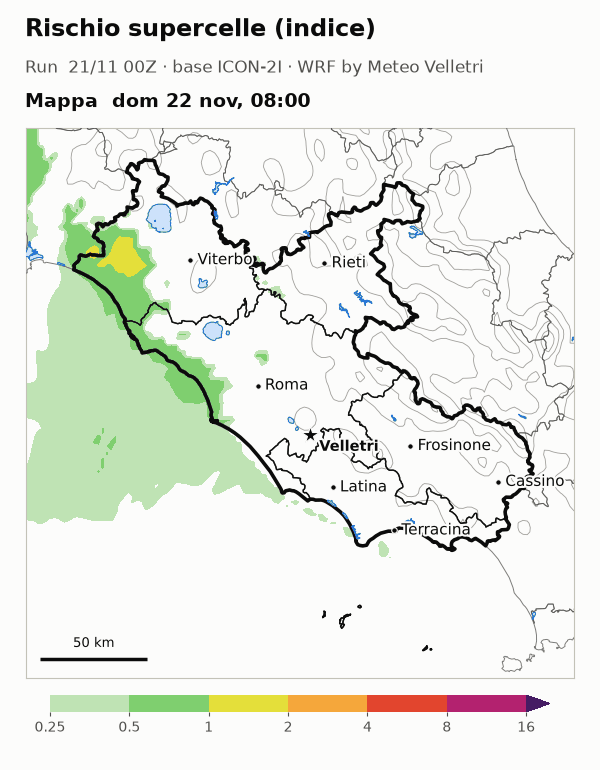 Rischio supercelle (indice)
Run  21/11 00Z · base ICON-2I · WRF by Meteo Velletri
Mappa  dom 22 nov, 08:00
Viterbo
Rieti
Roma
Velletri
Frosinone
Latina
Cassino
Terracina
50 km
0.25 0.5 1 2 4 8 16